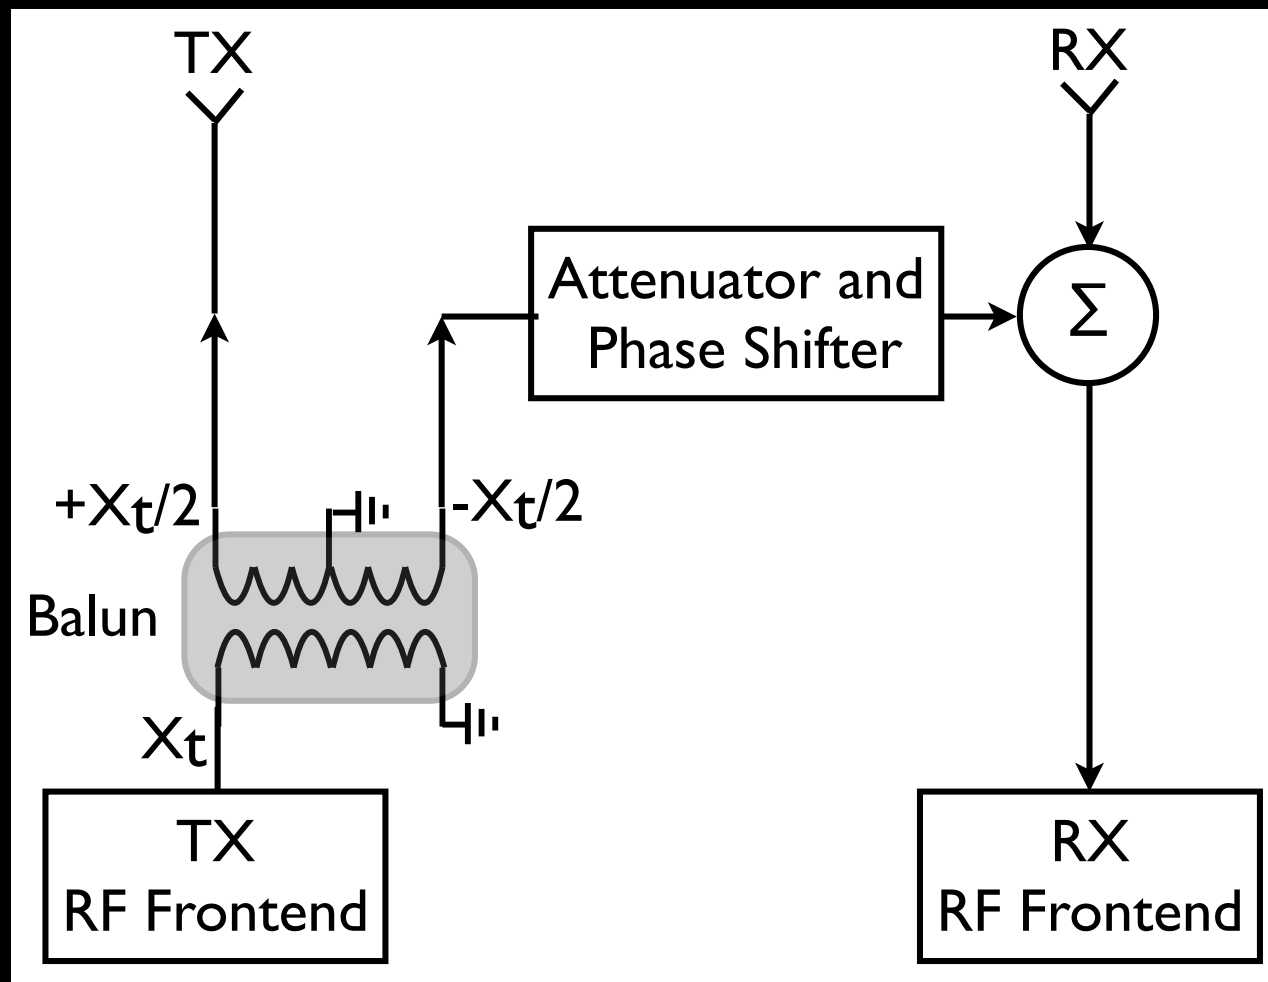 TX
RX
Attenuator and
Phase Shifter
Σ
+Xt/2
-Xt/2
Balun
Xt
TX
RF Frontend
RX
RF Frontend